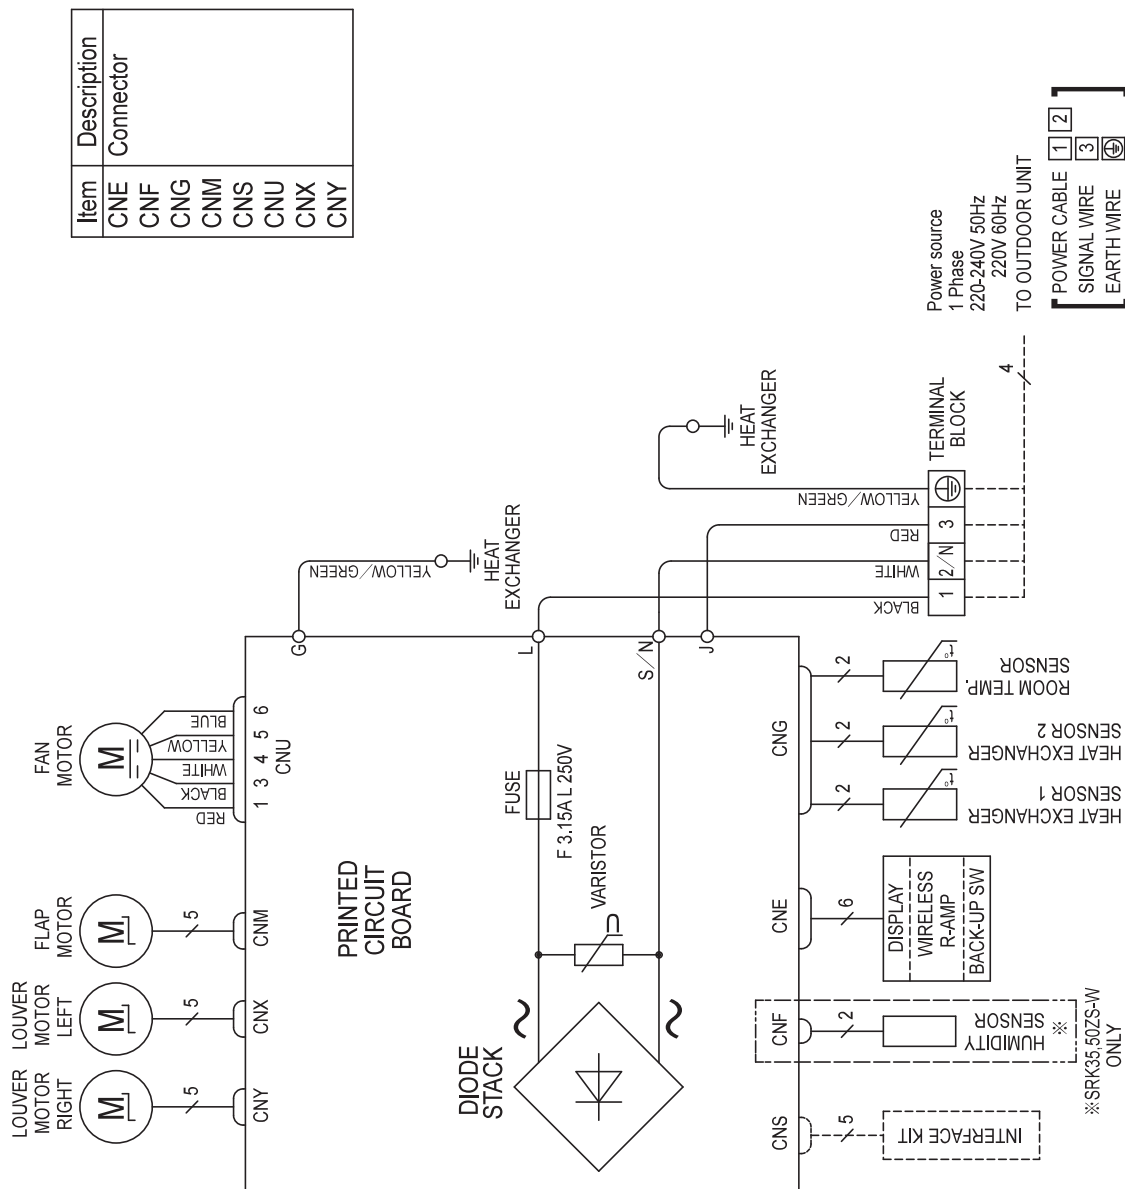 Item Description
CNE Connector
CNF
CNG
CNM
CNS
CNU
CNX
CNY
Power source
1 Phase
220-240V 50Hz
220V 60Hz
TO OUTDOOR UNIT
POWER CABLE 1 2
SIGNAL WIRE 3
EARTH WIRE
4
TERMINAL
BLOCK
1 2/N 3
BLACK
WHITE
RED
YELLOW/GREEN
HEAT
EXCHANGER
YELLOW/GREEN
HEAT
EXCHANGER
G
L
S/N
J
FAN
MOTOR
M
RED
BLACK
WHITE
YELLOW
BLUE
1 3 4 5 6
CNU
FLAP
MOTOR
M
5
CNM
LOUVER
MOTOR
LEFT
M
5
CNX
LOUVER
MOTOR
RIGHT
M
5
CNY
PRINTED
CIRCUIT
BOARD
FUSE
F 3.15A L 250V
VARISTOR
DIODE
STACK
CNG
2
t°
ROOM TEMP.
SENSOR
2
t°
HEAT EXCHANGER
SENSOR 2
2
t°
HEAT EXCHANGER
SENSOR 1
CNE
6
DISPLAY
WIRELESS
R-AMP
BACK-UP SW
CNF
2
HUMIDITY
SENSOR
※
※SRK35,50ZS-W
ONLY
CNS
5
INTERFACE KIT